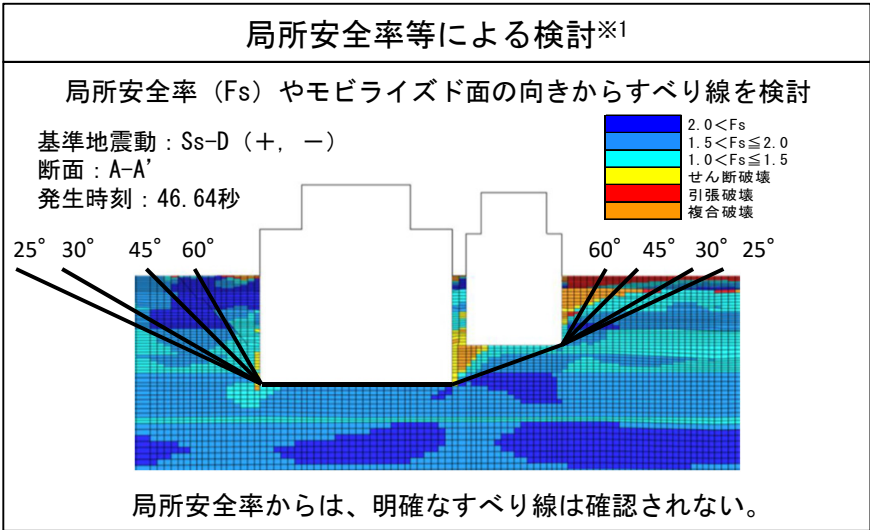 局所安全率等による検討※1
局所安全率（Fs）やモビライズド面の向きからすべり線を検討
基準地震動：Ss-D（＋，－）
断面：A-A’
発生時刻：46.64秒
2.0＜Fs
1.5＜Fs≦2.0
1.0＜Fs≦1.5
せん断破壊
引張破壊
複合破壊
25° 30° 45° 60°
60° 45° 30° 25°
局所安全率からは、明確なすべり線は確認されない。